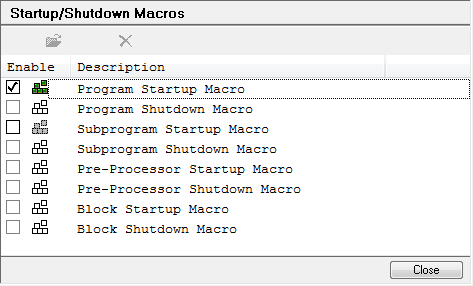 Startup/Shutdown Macros
Enable Description
Program Startup Macro
Program Shutdown Macro
Subprogram Startup Macro
Subprogram Shutdown Macro
Pre-Processor Startup Macro
Pre-Processor Shutdown Macro
Block Startup Macro
Block Shutdown Macro
Close